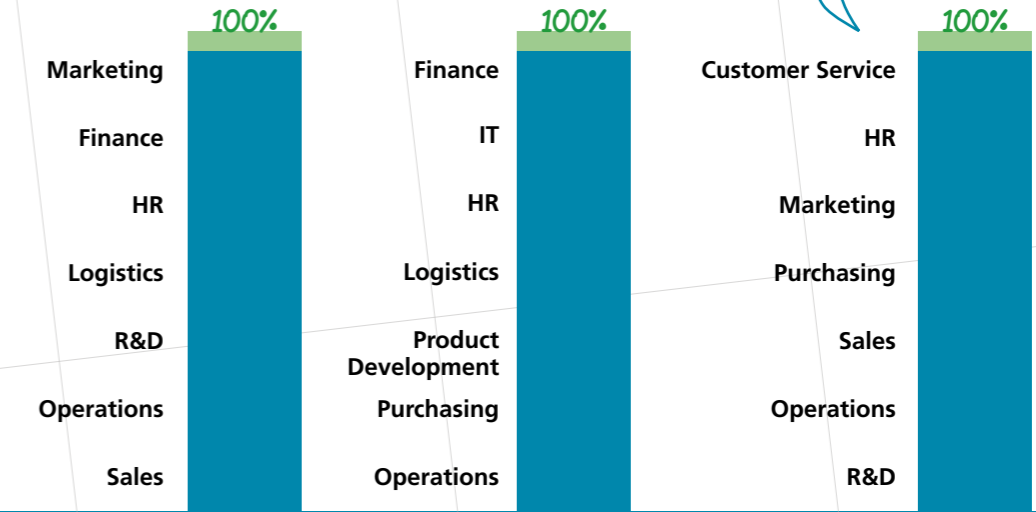 100%
Marketing
Finance
HR
Logistics
R&D
Operations
Sales
100%
Finance
IT
HR
Logistics
Product
Development
Purchasing
Operations
100%
Customer Service
HR
Marketing
Purchasing
Sales
Operations
R&D